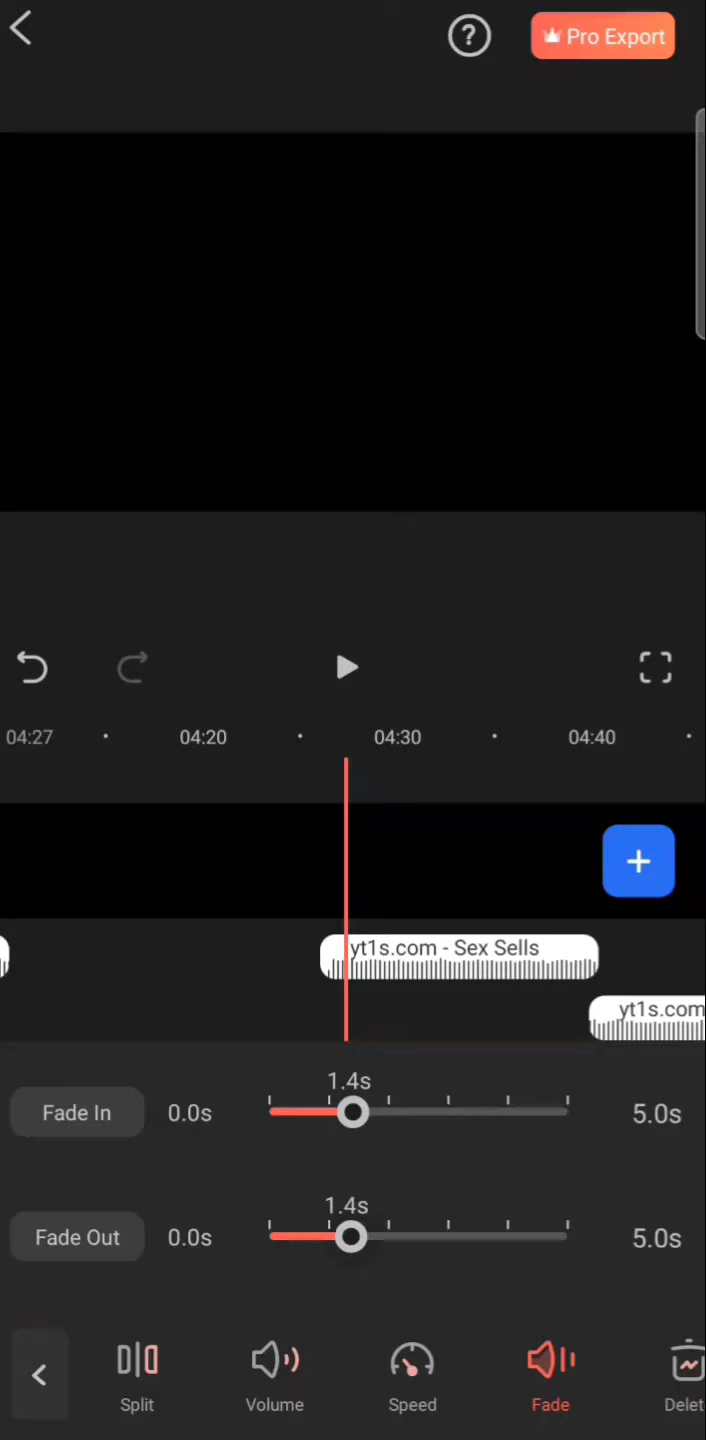 ?
Pro Export
04:27 04:20 04:30 04:40
yt1s.com - Sex Sells
yt1s.com
1.4s
Fade In 0.0s 5.0s
1.4s
Fade Out 0.0s 5.0s
Split Volume Speed Fade Delet